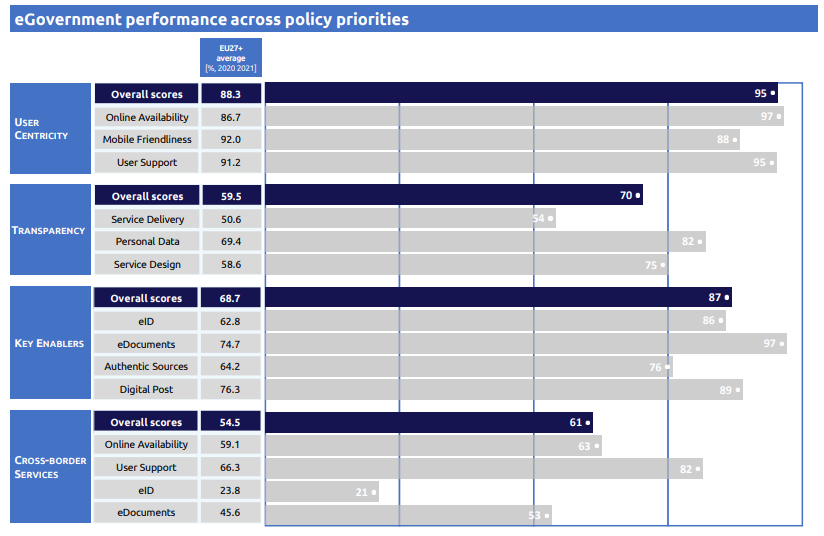 eGovernment performance across policy priorities
EU27+
average
[%, 2020 2021]
USER
CENTRICITY
Overall scores 88.3 95
Online Availability 86.7 97
Mobile Friendliness 92.0 88
User Support 91.2 95
TRANSPARENCY
Overall scores 59.5 70
Service Delivery 50.6 54
Personal Data 69.4 82
Service Design 58.6 75
KEY ENABLERS
Overall scores 68.7 87
eID 62.8 86
eDocuments 74.7 97
Authentic Sources 64.2 76
Digital Post 76.3 89
CROSS-BORDER
SERVICES
Overall scores 54.5 61
Online Availability 59.1 63
User Support 66.3 82
eID 23.8 21
eDocuments 45.6 53